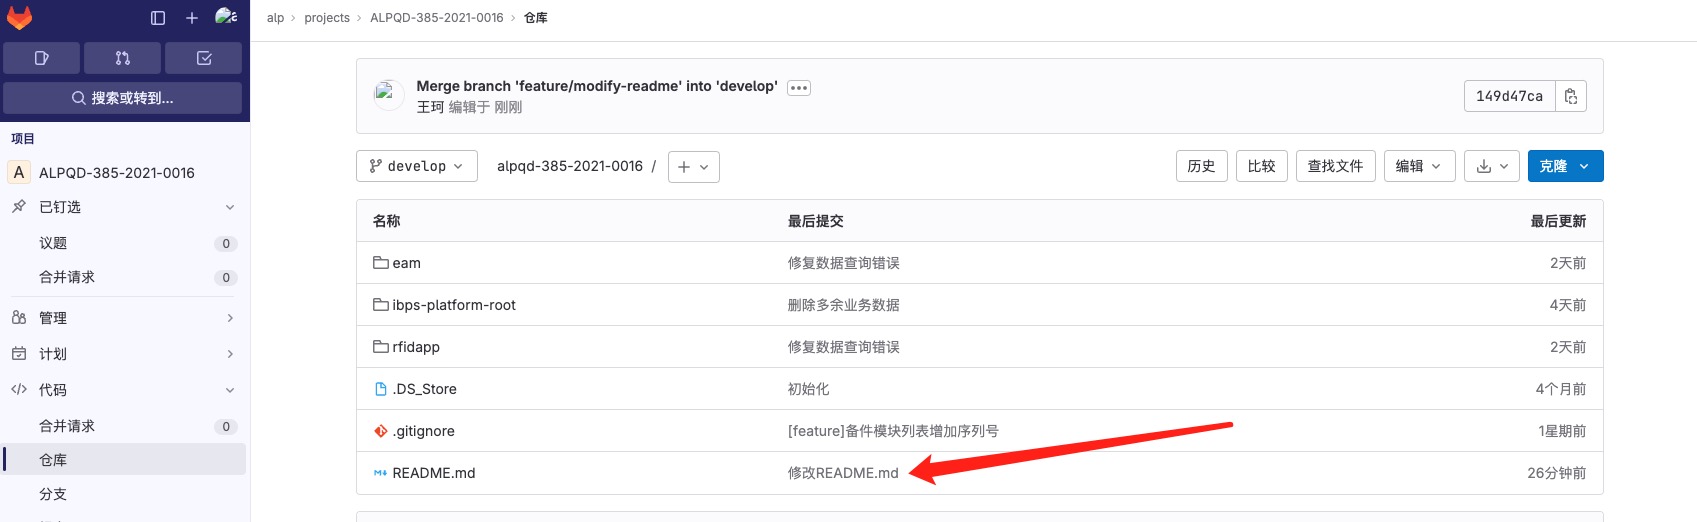 alp > projects > ALPQD-385-2021-0016 > 仓库
搜索或转到...
项目
A ALPQD-385-2021-0016
已钉选
议题 0
合并请求 0
管理
计划
代码
合并请求 0
仓库
分支
Merge branch 'feature/modify-readme' into 'develop'
王珂 编辑于 刚刚
149d47ca
develop
alpqd-385-2021-0016 /
历史
比较
查找文件
编辑
克隆
名称 最后提交 最后更新
eam 修复数据查询错误 2天前
ibps-platform-root 删除多余业务数据 4天前
rfidapp 修复数据查询错误 2天前
.DS_Store 初始化 4个月前
.gitignore [feature]备件模块列表增加序列号 1星期前
README.md 修改README.md 26分钟前